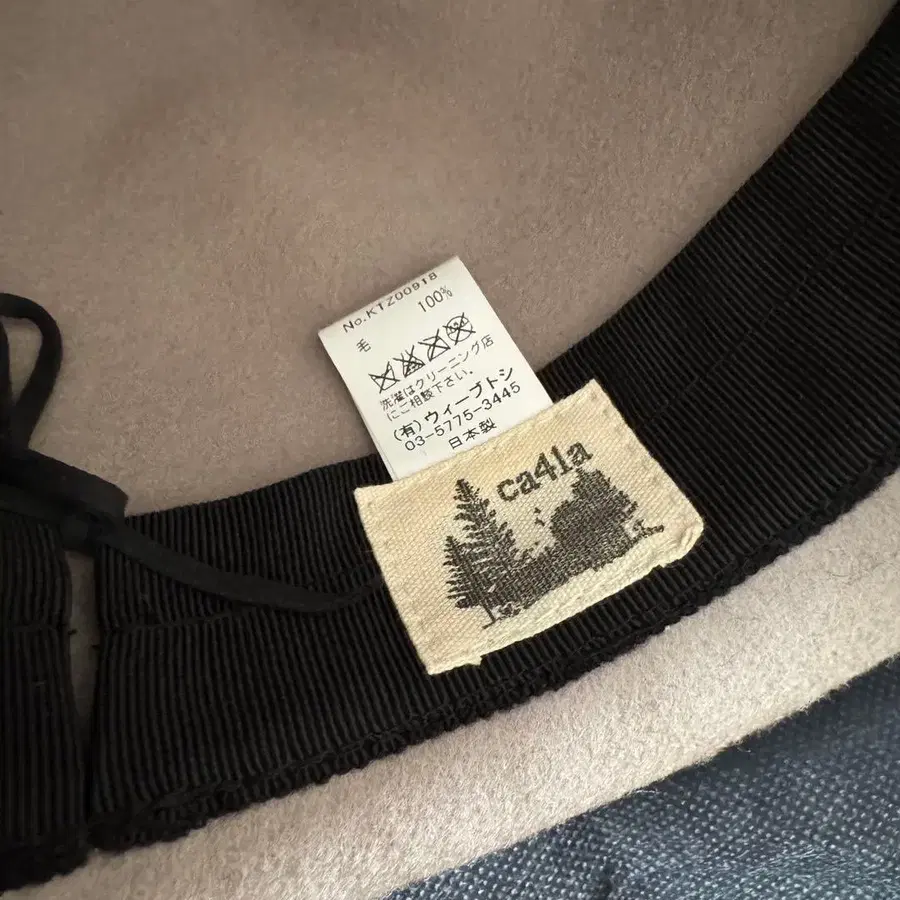 No.KTZ00918
毛 100%
洗濯はクリーニング店
にご相談下さい。
(有)ウィーブトシ
03-5775-3445
日本製
ca4la